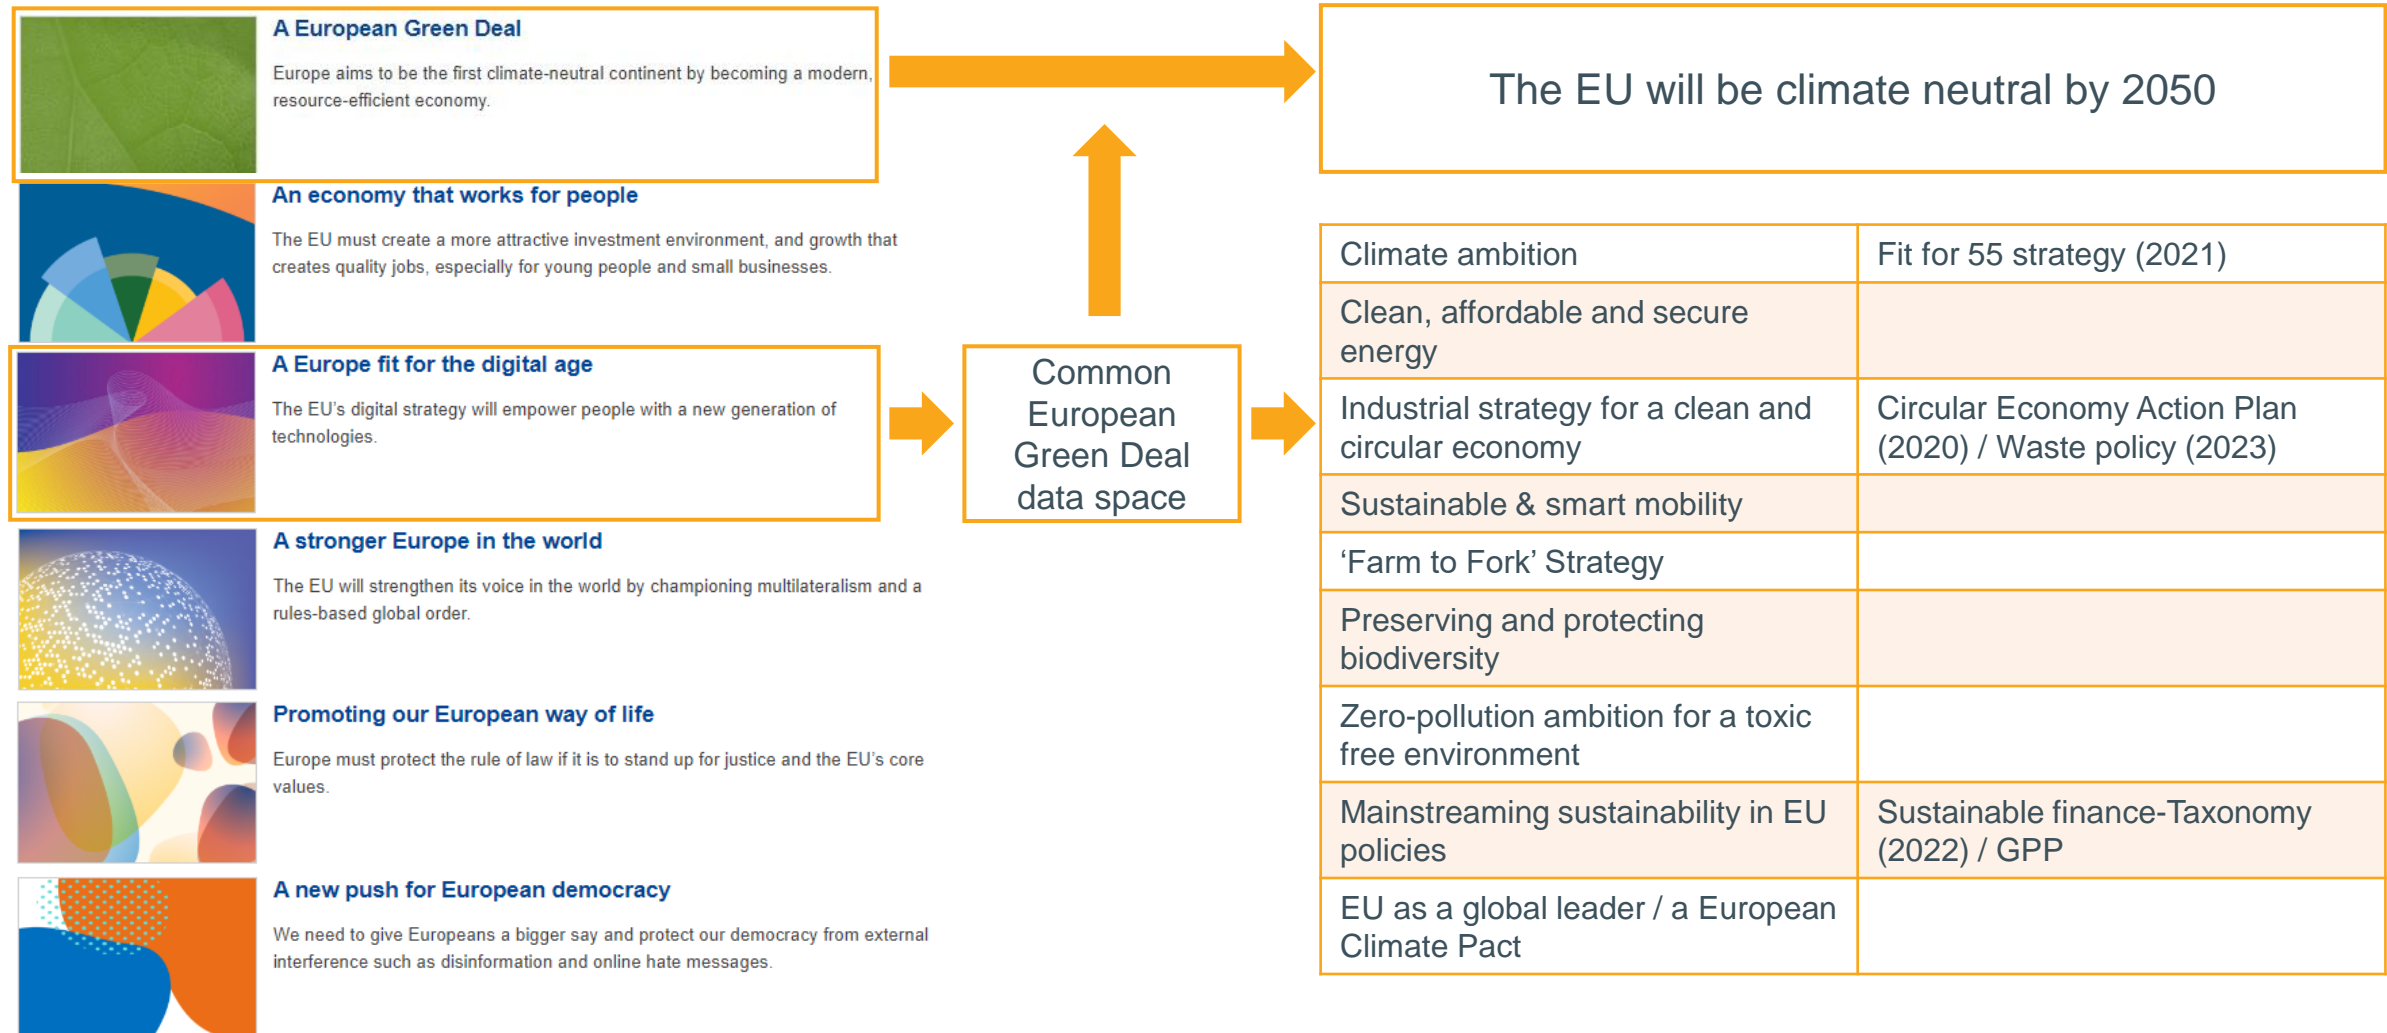 A European Green Deal
Europe aims to be the first climate-neutral continent by becoming a modern,
resource-efficient economy.
An economy that works for people
The EU must create a more attractive investment environment, and growth that
creates quality jobs, especially for young people and small businesses.
A Europe fit for the digital age
The EU's digital strategy will empower people with a new generation of
technologies.
A stronger Europe in the world
The EU will strengthen its voice in the world by championing multilateralism and a
rules-based global order.
Promoting our European way of life
Europe must protect the rule of law if it is to stand up for justice and the EU's core
values.
A new push for European democracy
We need to give Europeans a bigger say and protect our democracy from external
interference such as disinformation and online hate messages.
Common
European
Green Deal
data space
The EU will be climate neutral by 2050
Climate ambition
Fit for 55 strategy (2021)
Clean, affordable and secure
energy
Industrial strategy for a clean and
circular economy
Circular Economy Action Plan
(2020) / Waste policy (2023)
Sustainable & smart mobility
‘Farm to Fork’ Strategy
Preserving and protecting
biodiversity
Zero-pollution ambition for a toxic
free environment
Mainstreaming sustainability in EU
policies
Sustainable finance-Taxonomy
(2022) / GPP
EU as a global leader / a European
Climate Pact